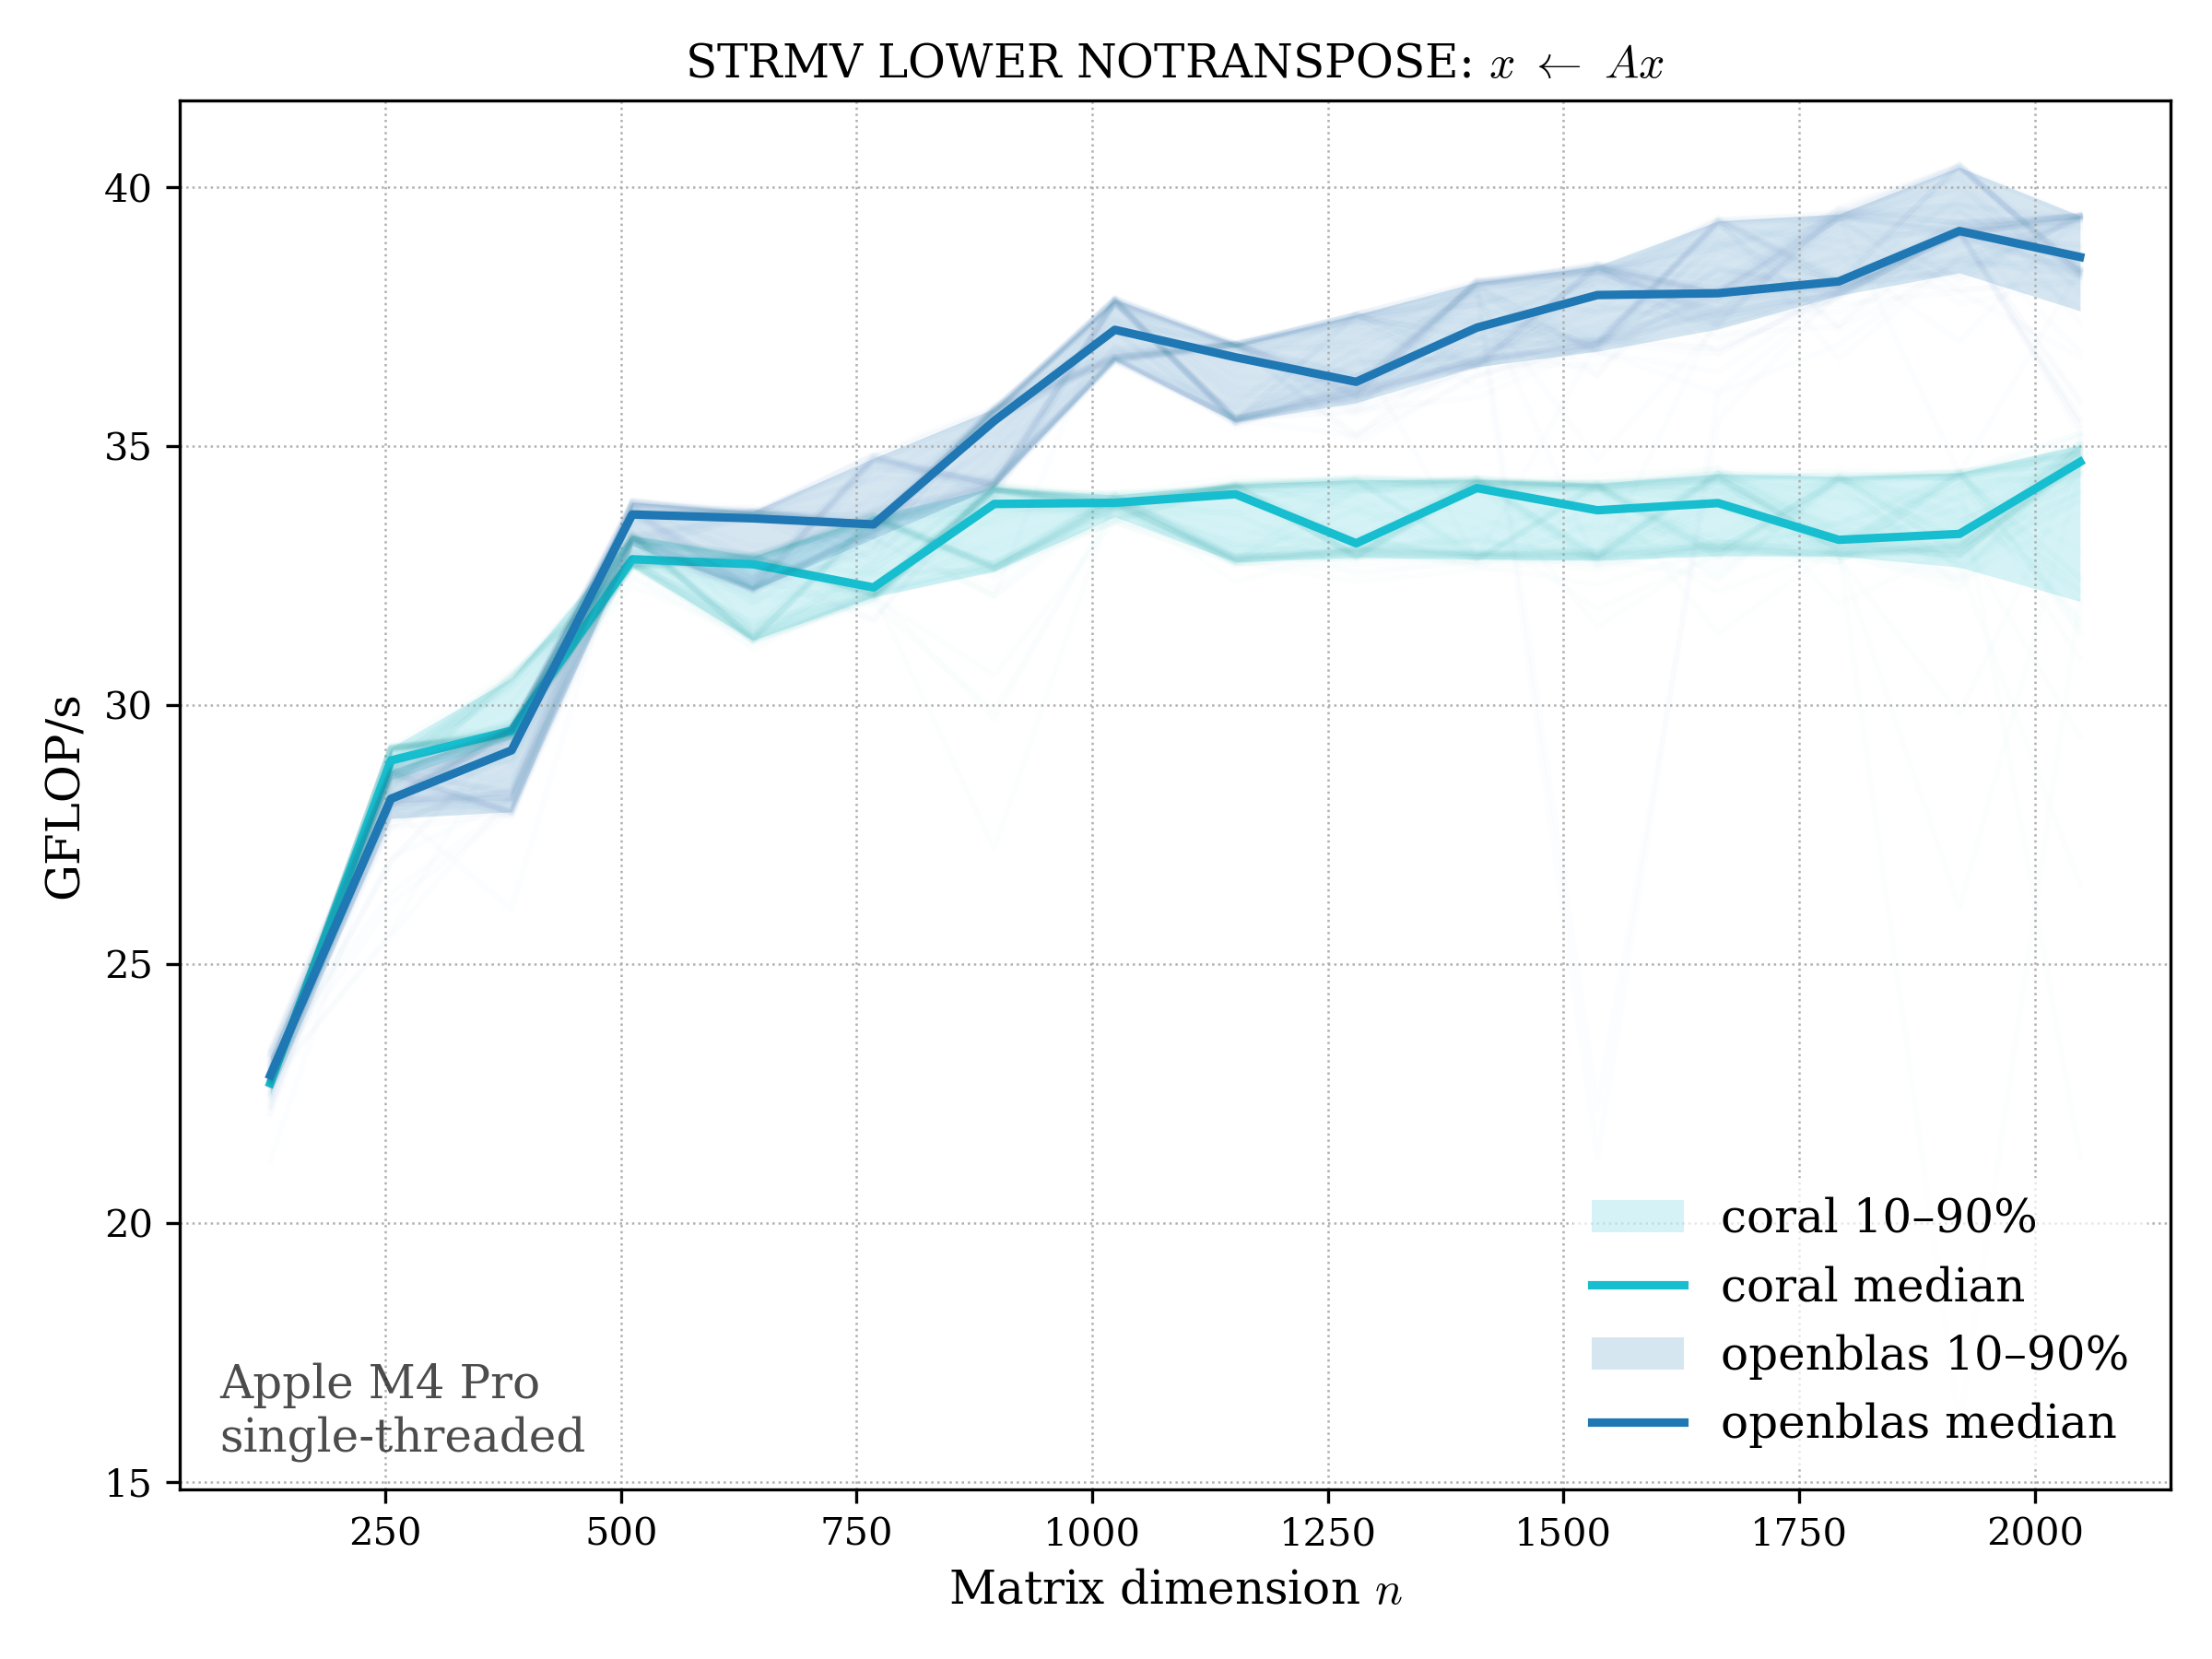 STRMV LOWER NOTRANSPOSE: x ← Ax
GFLOP/s
40
35
30
25
20
15
250 500 750 1000 1250 1500 1750 2000
Matrix dimension n
Apple M4 Pro
single-threaded
coral 10–90%
coral median
openblas 10–90%
openblas median